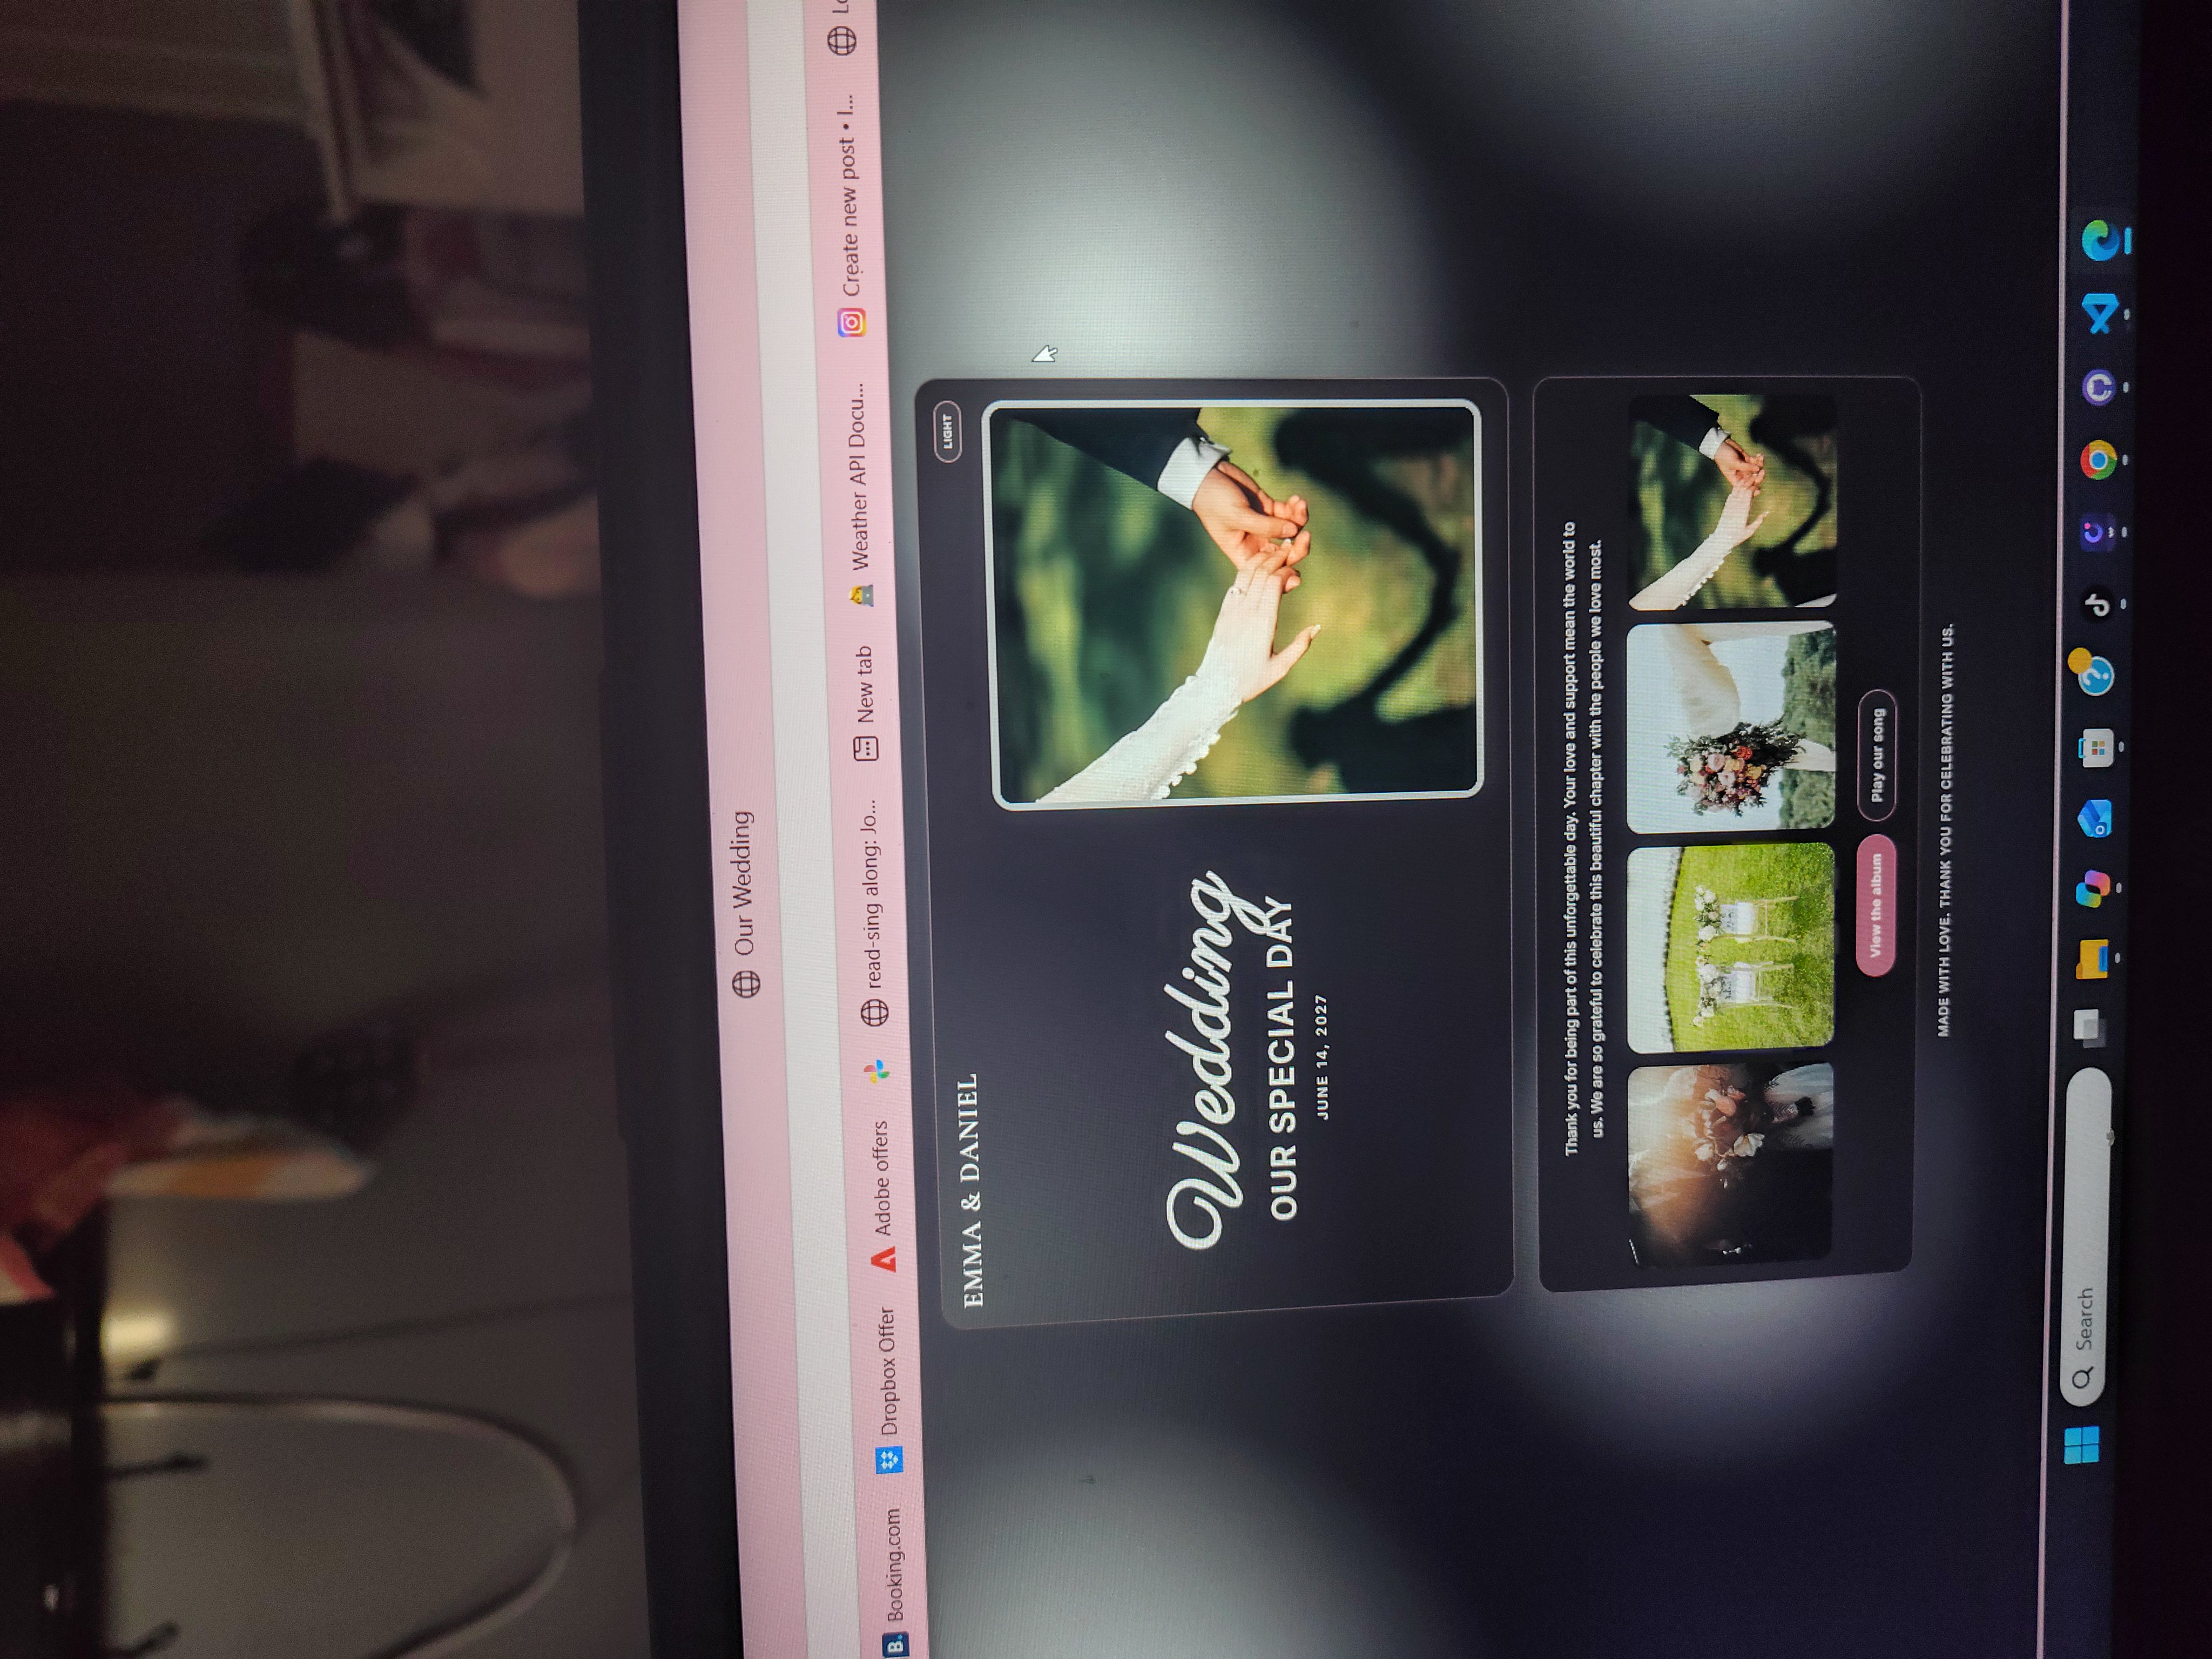 Our Wedding
B. Booking.com Dropbox Offer Adobe offers read-sing along: Jo... New tab Weather API Docu... Create new post • I...
EMMA & DANIEL
LIGHT
Wedding
OUR SPECIAL DAY
JUNE 14, 2027
Thank you for being part of this unforgettable day. Your love and support mean the world to
us. We are so grateful to celebrate this beautiful chapter with the people we love most.
View the album Play our song
MADE WITH LOVE. THANK YOU FOR CELEBRATING WITH US.
Search